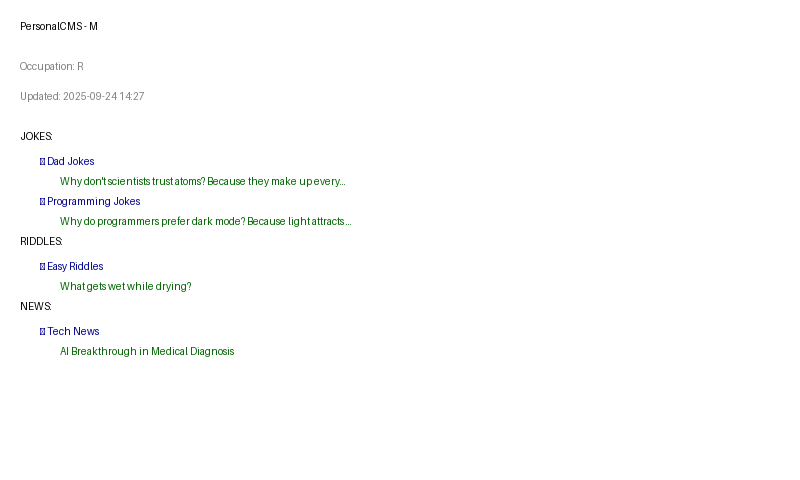 PersonalCMS - M
Occupation: R
Updated: 2025-09-24 14:27
JOKES:
Dad Jokes
Why don't scientists trust atoms? Because they make up every...
Programming Jokes
Why do programmers prefer dark mode? Because light attracts...
RIDDLES:
Easy Riddles
What gets wet while drying?
NEWS:
Tech News
AI Breakthrough in Medical Diagnosis